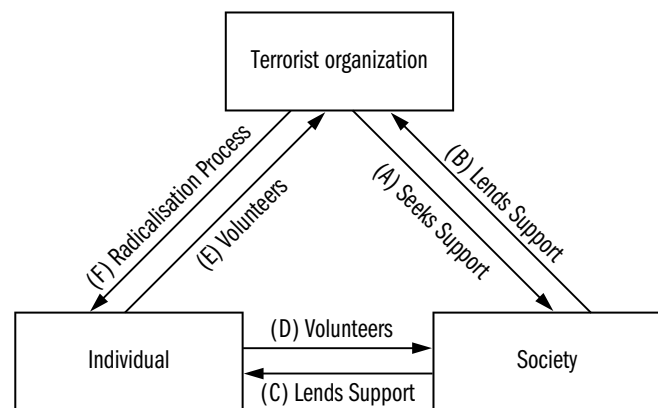 Terrorist organization
(F) Radicalisation Process
(E) Volunteers
(A) Seeks Support
(B) Lends Support
Individual
(D) Volunteers
(C) Lends Support
Society